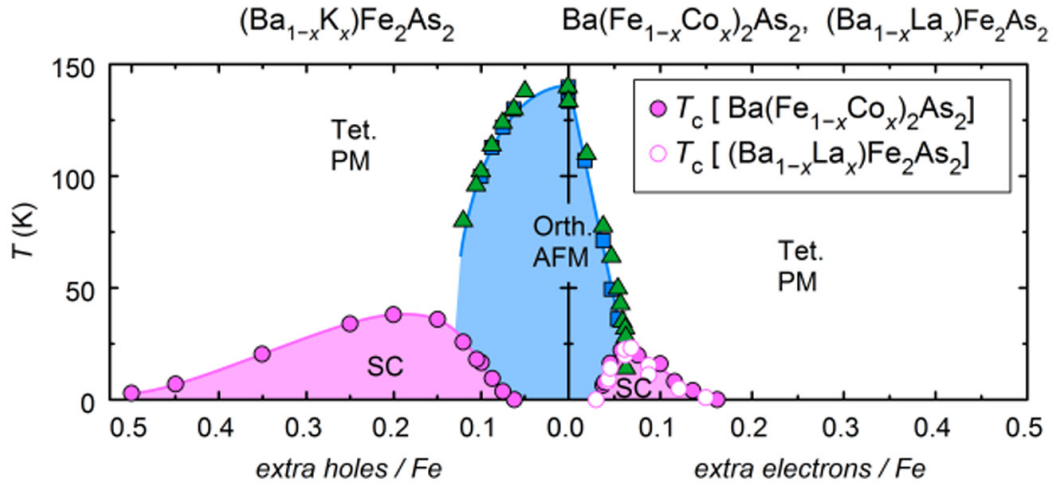 (Ba₁₋ₓKₓ)Fe₂As₂
Ba(Fe₁₋ₓCoₓ)₂As₂, (Ba₁₋ₓLaₓ)Fe₂As₂
T (K)
150
100
50
0
Tet.
PM
Orth.
AFM
Tet.
PM
SC
SC
T_c [ Ba(Fe₁₋ₓCoₓ)₂As₂]
T_c [ (Ba₁₋ₓLaₓ)Fe₂As₂]
0.5 0.4 0.3 0.2 0.1 0.0 0.1 0.2 0.3 0.4 0.5
extra holes / Fe
extra electrons / Fe